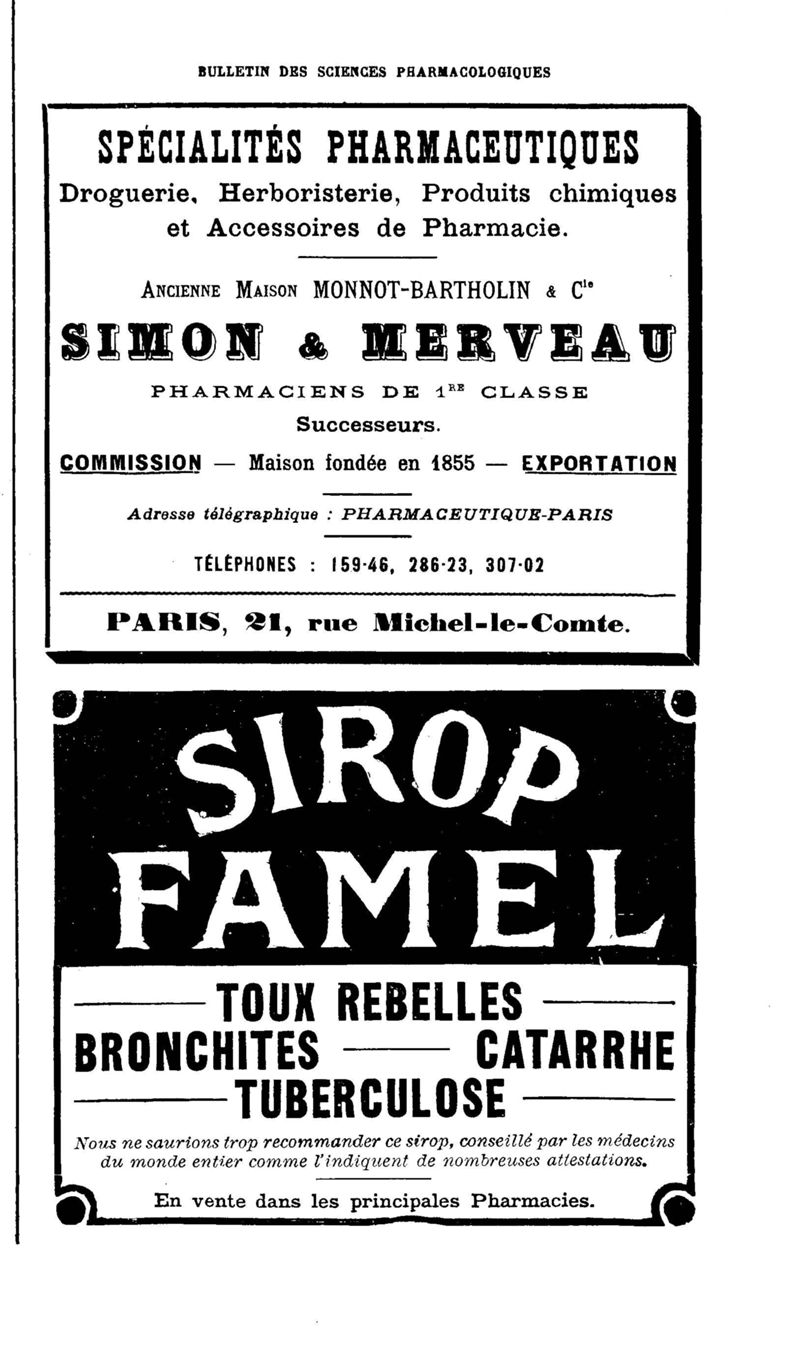 BULLETIN DES SCIENCES PHARMACOLOGIQUES
SPÉCIALITÉS PHARMACEUTIQUES
Droguerie, Herboristerie, Produits chimiques
et Accessoires de Pharmacie.
ANCIENNE MAISON MONNOT-BARTHOLIN & Cie
SIMON & MERVEAU
PHARMACIENS DE 1RE CLASSE
Successeurs.
COMMISSION — Maison fondée en 1855 — EXPORTATION
Adresse télégraphique : PHARMACEUTIQUE-PARIS
TÉLÉPHONES : 159-46, 286-23, 307-02
PARIS, 21, rue Michel-le-Comte.
SIROP
FAMEL
TOUX REBELLES
BRONCHITES — CATARRHE
TUBERCULOSE
Nous ne saurions trop recommander ce sirop, conseillé par les médecins
du monde entier comme l'indiquent de nombreuses attestations.
En vente dans les principales Pharmacies.